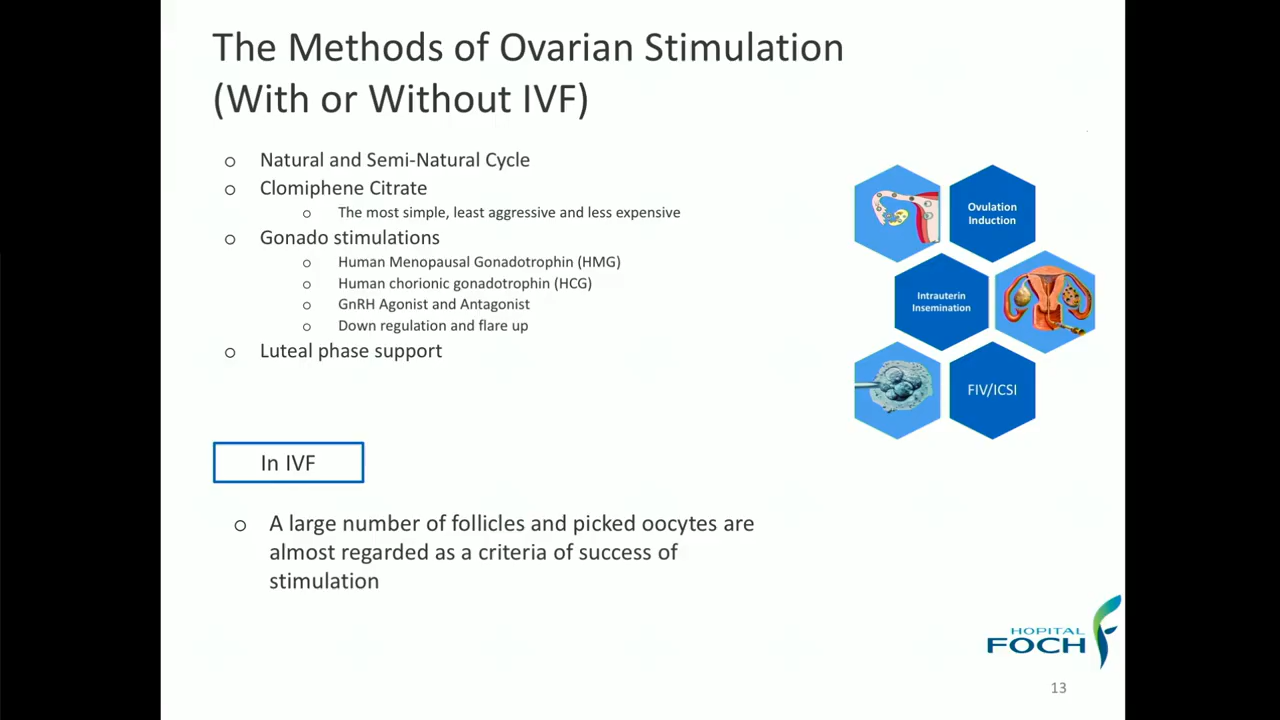 The Methods of Ovarian Stimulation
(With or Without IVF)
o Natural and Semi-Natural Cycle
o Clomiphene Citrate
o The most simple, least aggressive and less expensive
o Gonado stimulations
o Human Menopausal Gonadotrophin (HMG)
o Human chorionic gonadotrophin (HCG)
o GnRH Agonist and Antagonist
o Down regulation and flare up
o Luteal phase support
Ovulation
Induction
Intrauterin
Insemination
FIV/ICSI
In IVF
o A large number of follicles and picked oocytes are
almost regarded as a criteria of success of
stimulation
HOPITAL
FOCH
13